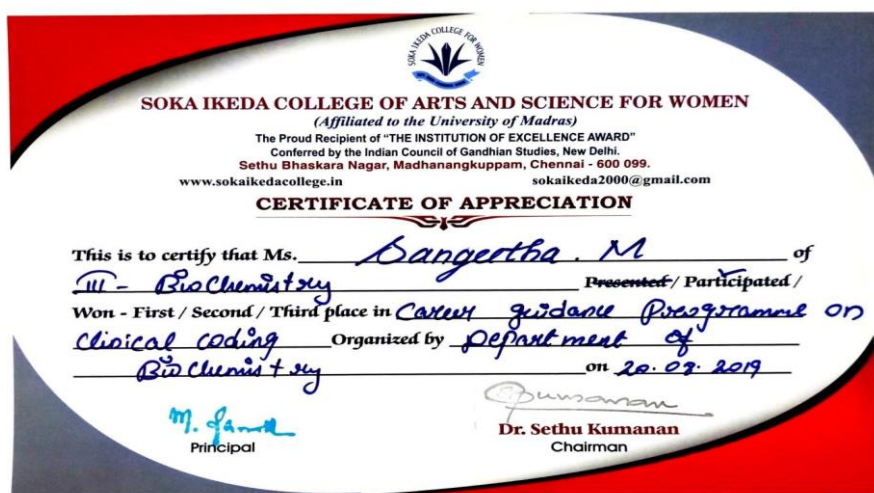 SOKA IKEDA COLLEGE FOR WOMEN
SOKA IKEDA COLLEGE OF ARTS AND SCIENCE FOR WOMEN
(Affiliated to the University of Madras)
The Proud Recipient of "THE INSTITUTION OF EXCELLENCE AWARD"
Conferred by the Indian Council of Gandhian Studies, New Delhi.
Sethu Bhaskara Nagar, Madhanangkuppam, Chennai - 600 099.
www.sokaikedacollege.in sokaikeda2000@gmail.com
CERTIFICATE OF APPRECIATION
This is to certify that Ms. Sangeetha . M of
III - BioChemistry Presented / Participated /
Won - First / Second / Third place in Career guidance Programme on
Clinical coding Organized by Department of
BioChemistry on 20.08.2019
Principal
Dr. Sethu Kumanan
Chairman